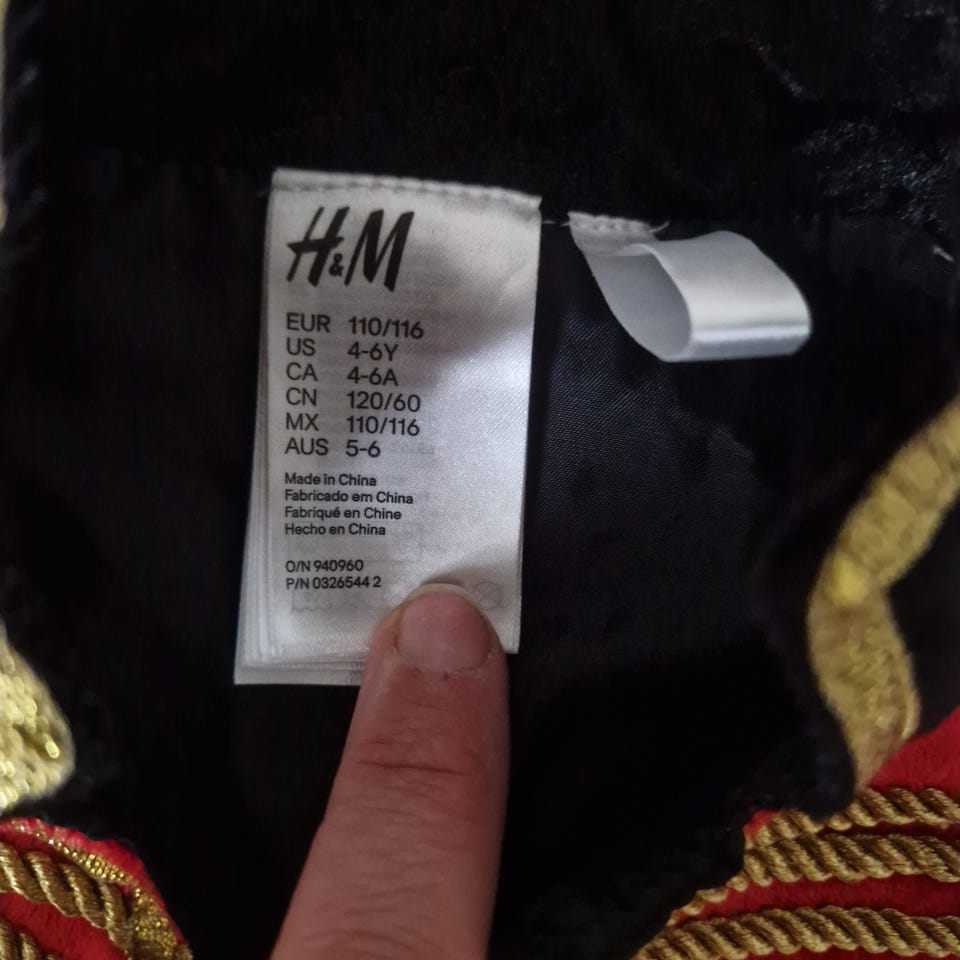 H&M
EUR 110/116
US 4-6Y
CA 4-6A
CN 120/60
MX 110/116
AUS 5-6
Made in China
Fabricado em China
Fabriqué en Chine
Hecho en China
O/N 940960
P/N 0326544 2